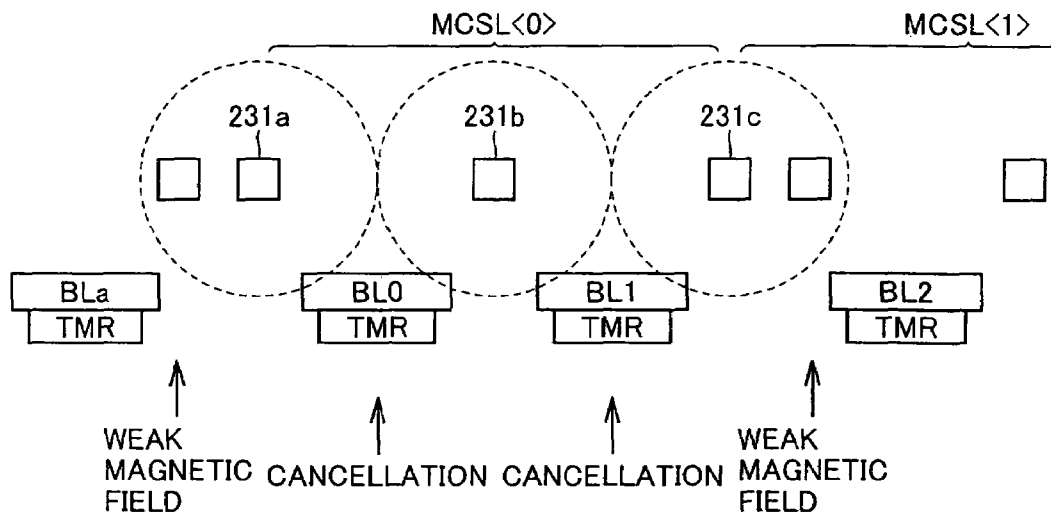 MCSL<0> MCSL<1>
231a 231b 231c
BLa BL0 BL1 BL2
TMR TMR TMR TMR
WEAK
MAGNETIC
FIELD
CANCELLATION
CANCELLATION
WEAK
MAGNETIC
FIELD